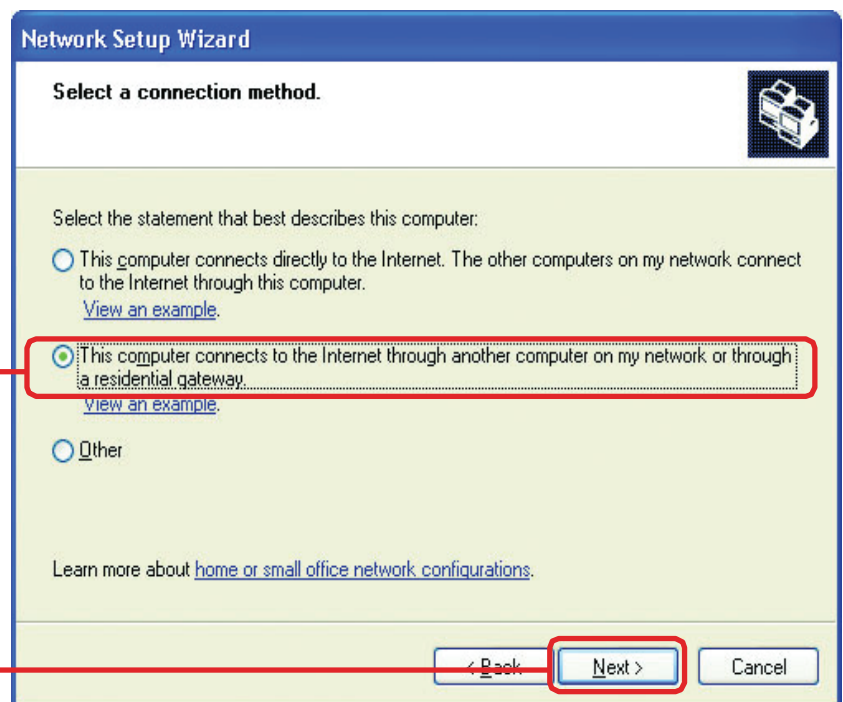 Network Setup Wizard
Select a connection method.
Select the statement that best describes this computer:
This computer connects directly to the Internet. The other computers on my network connect
to the Internet through this computer.
View an example.
This computer connects to the Internet through another computer on my network or through
a residential gateway.
View an example.
Other
Learn more about home or small office network configurations.
< Back Next > Cancel